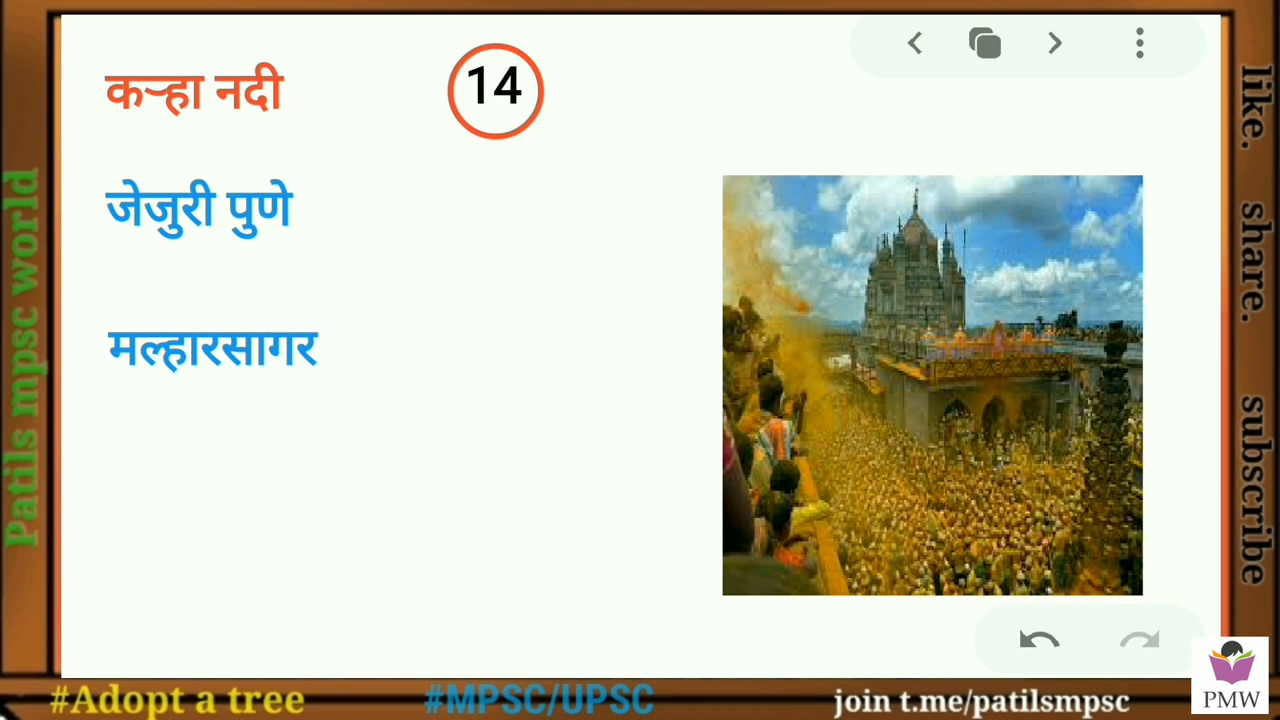 कऱ्हा नदी
14
जेजुरी पुणे
मल्हारसागर
Patils mpsc world
like. share. subscribe
#Adopt a tree
#MPSC/UPSC
join t.me/patilsmpsc
PMW